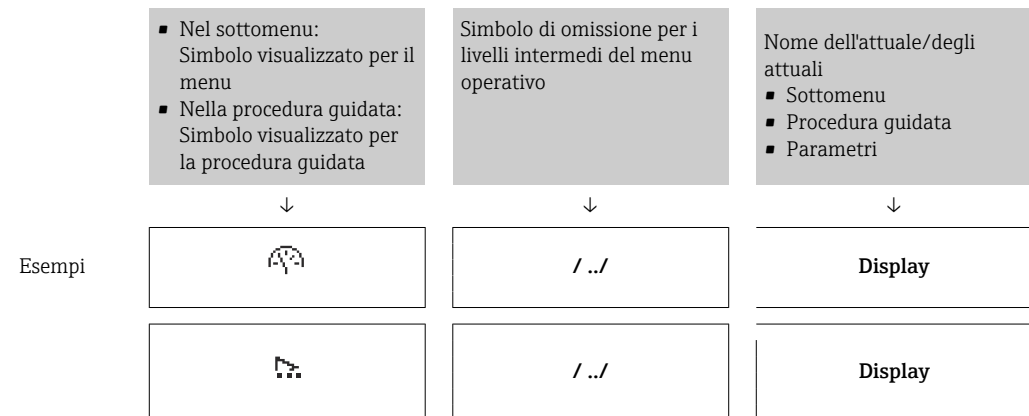 ▪ Nel sottomenu:
Simbolo visualizzato per il
menu
▪ Nella procedura guidata:
Simbolo visualizzato per
la procedura guidata
Simbolo di omissione per i
livelli intermedi del menu
operativo
Nome dell'attuale/degli
attuali
▪ Sottomenu
▪ Procedura guidata
▪ Parametri
↓ ↓ ↓
Esempi / ../ Display
/ ../ Display